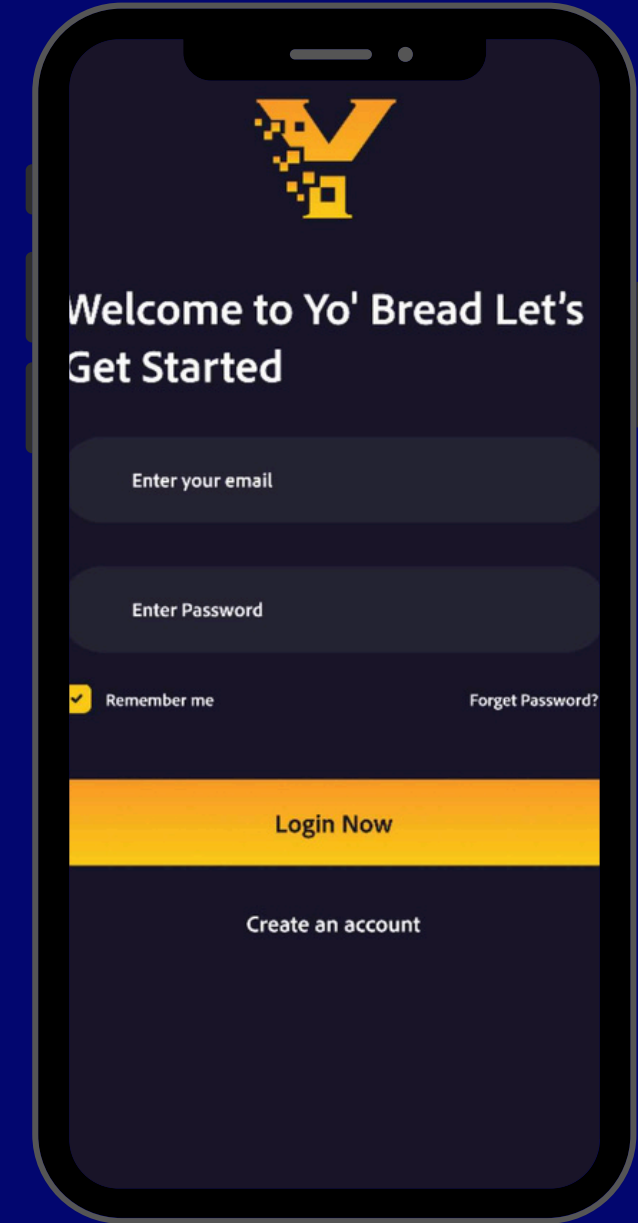 Y
Welcome to Yo' Bread Let’s
Get Started
Enter your email
Enter Password
Remember me
Forget Password?
Login Now
Create an account